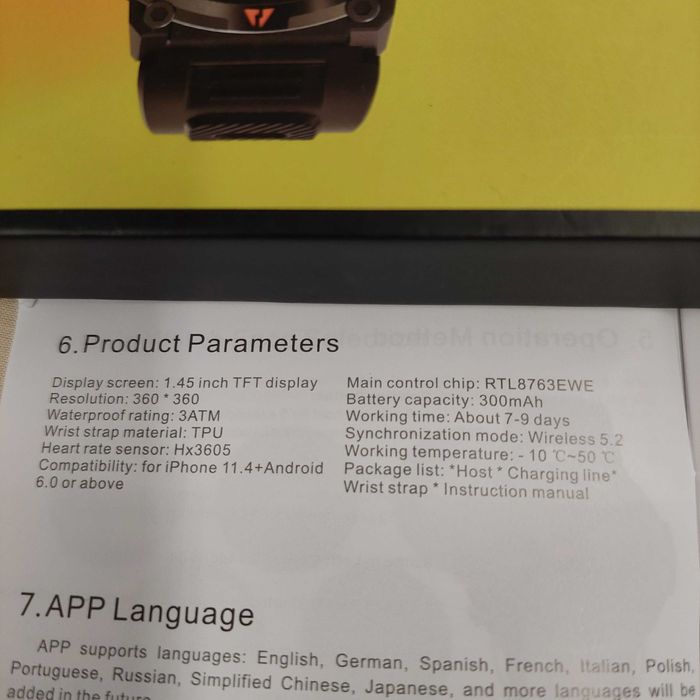 6.Product Parameters
Display screen: 1.45 inch TFT display
Resolution: 360 * 360
Waterproof rating: 3ATM
Wrist strap material: TPU
Heart rate sensor: Hx3605
Compatibility: for iPhone 11.4+Android
6.0 or above
Main control chip: RTL8763EWE
Battery capacity: 300mAh
Working time: About 7-9 days
Synchronization mode: Wireless 5.2
Working temperature: - 10 ℃~50 ℃
Package list: *Host * Charging line*
Wrist strap * Instruction manual
7.APP Language
APP supports languages: English, German, Spanish, French, Italian, Polish,
Portuguese, Russian, Simplified Chinese, Japanese, and more languages will be
added in the future